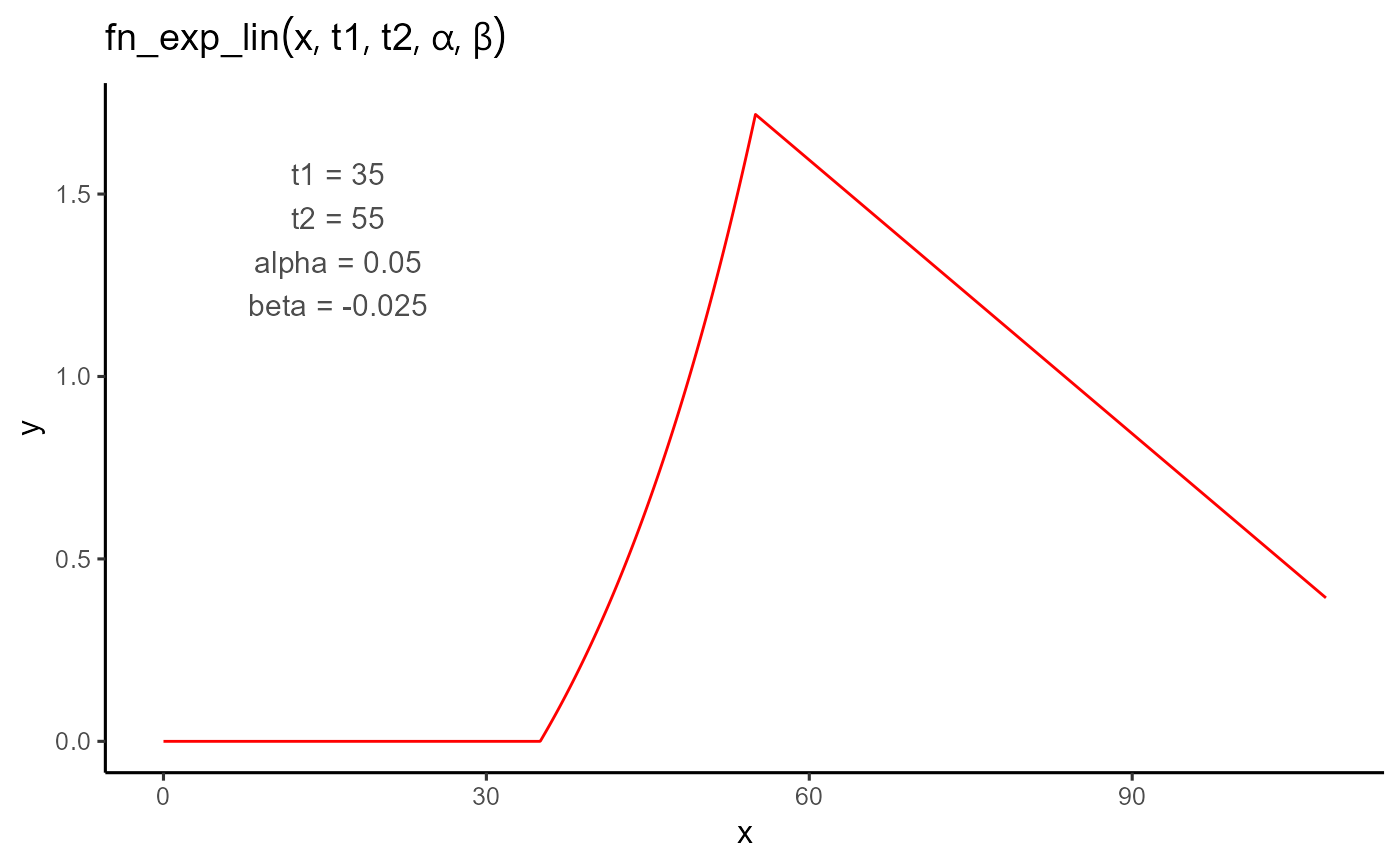 fn_exp_lin(x, t1, t2, α, β)
t1 = 35
t2 = 55
alpha = 0.05
beta = -0.025
1.5
1.0
0.5
0.0
y
0
30
60
90
x